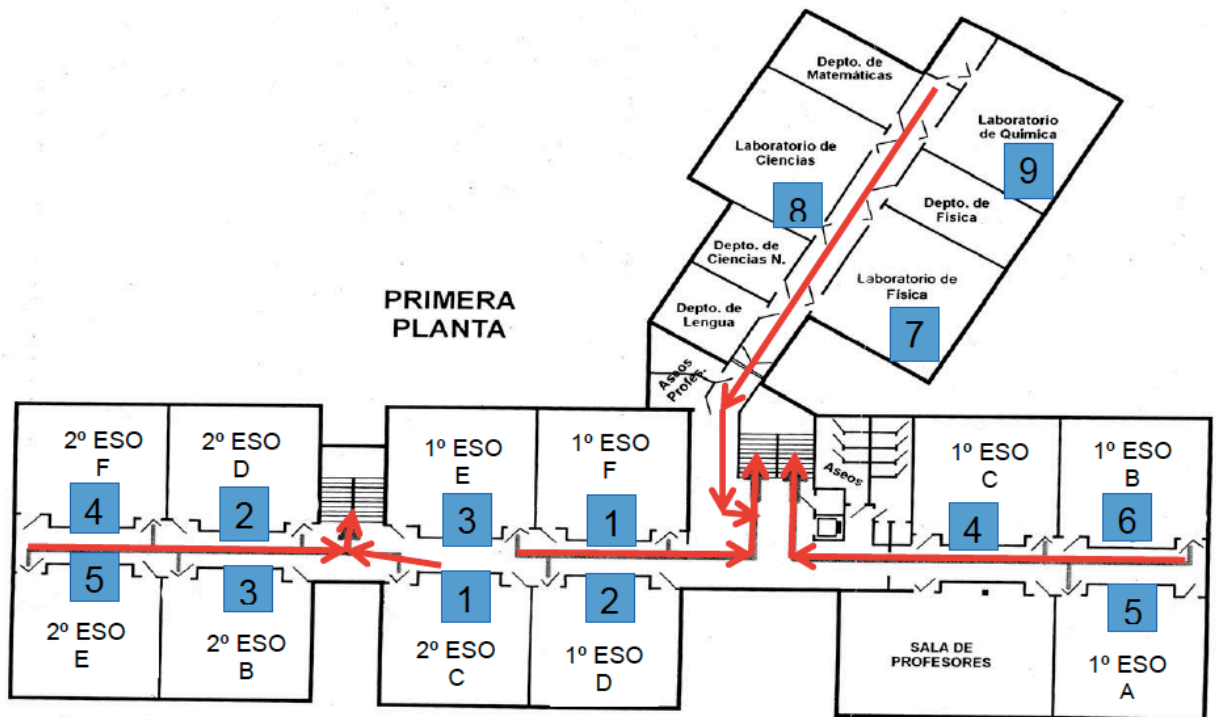 Depto. de
Matemáticas
Laboratorio
de Química
9
Laboratorio de
Ciencias
8
Depto. de
Física
Depto. de
Ciencias N.
Laboratorio de
Física
7
Depto. de
Lengua
PRIMERA
PLANTA
Aseos
Profes.
2º ESO
F
4
2º ESO
D
2
1º ESO
E
3
1º ESO
F
1
Aseos
1º ESO
C
4
1º ESO
B
6
5
2º ESO
E
3
2º ESO
B
1
2º ESO
C
2
1º ESO
D
SALA DE
PROFESORES
5
1º ESO
A